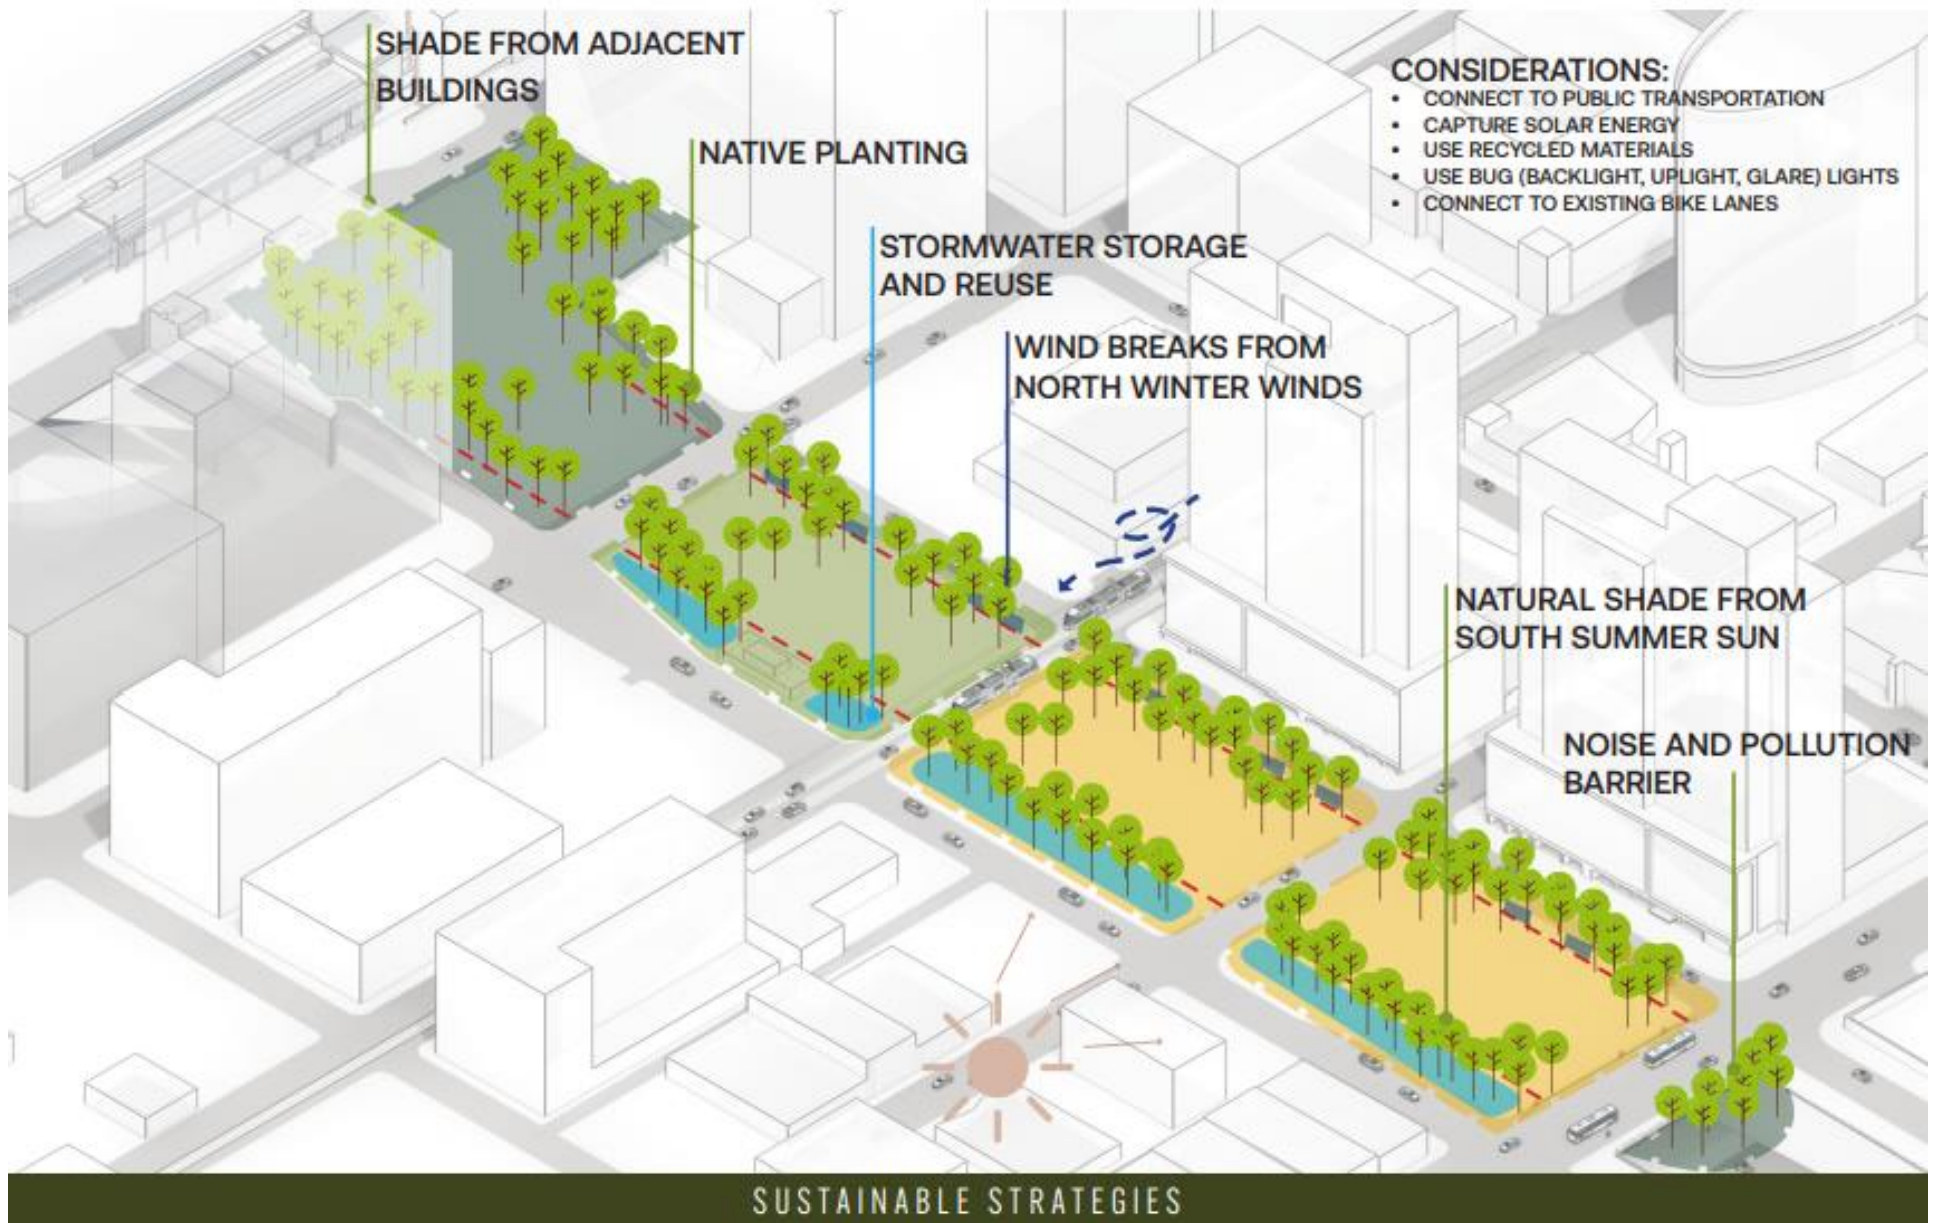 SHADE FROM ADJACENT
BUILDINGS
CONSIDERATIONS:
• CONNECT TO PUBLIC TRANSPORTATION
• CAPTURE SOLAR ENERGY
• USE RECYCLED MATERIALS
• USE BUG (BACKLIGHT, UPLIGHT, GLARE) LIGHTS
• CONNECT TO EXISTING BIKE LANES
NATIVE PLANTING
STORMWATER STORAGE
AND REUSE
WIND BREAKS FROM
NORTH WINTER WINDS
NATURAL SHADE FROM
SOUTH SUMMER SUN
NOISE AND POLLUTION
BARRIER
SUSTAINABLE STRATEGIES